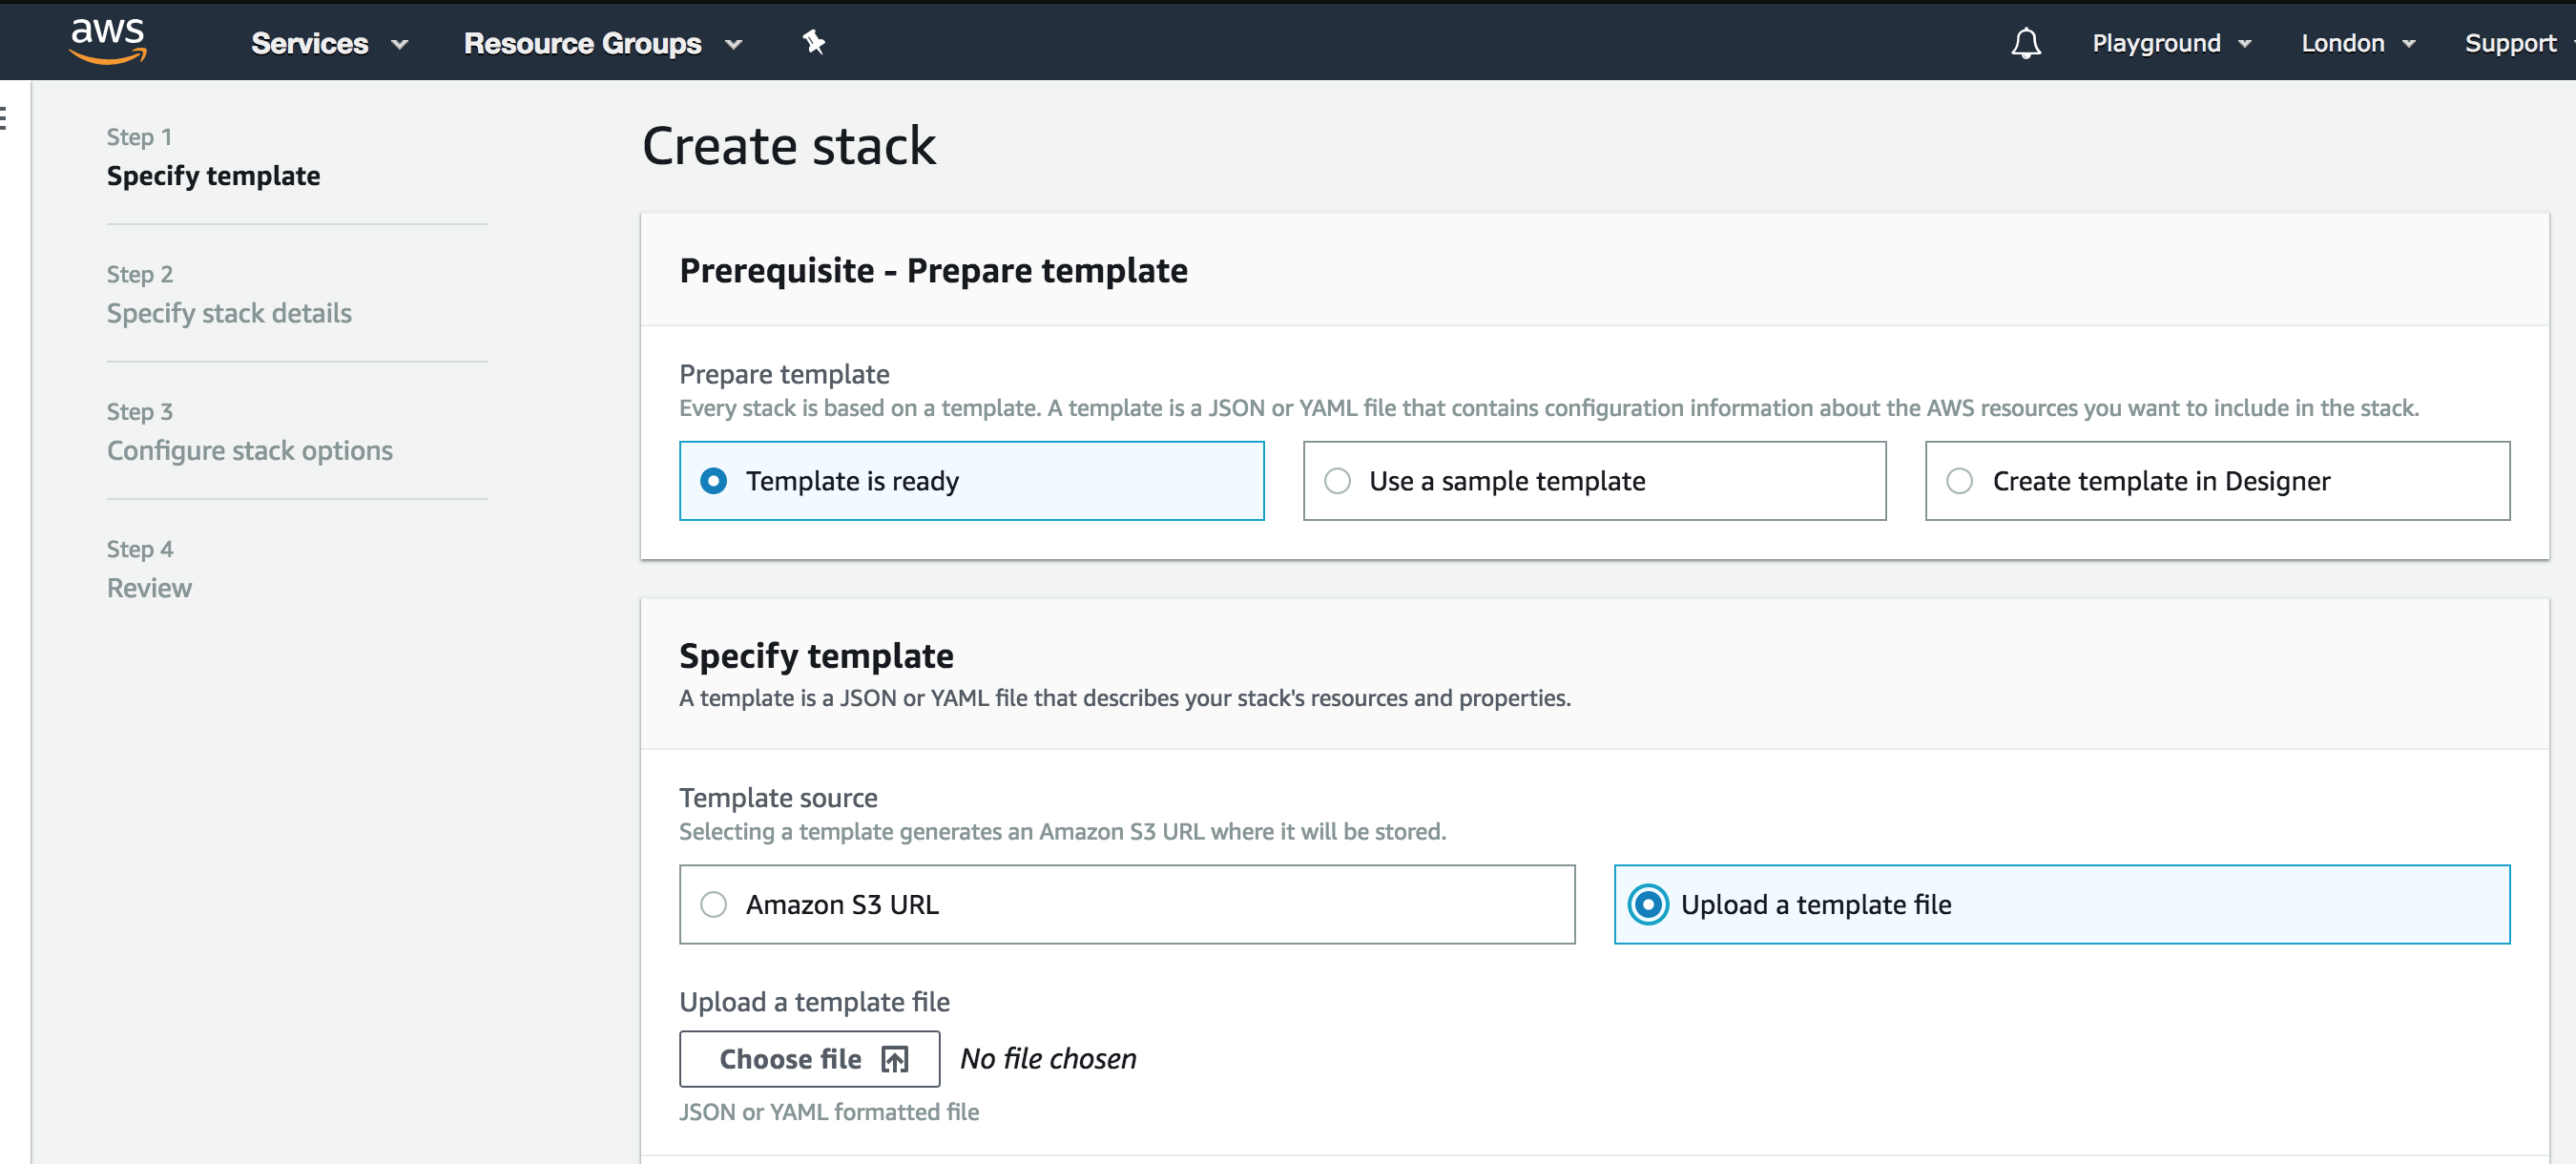 aws Services Resource Groups Playground London Support
Step 1
Specify template
Step 2
Specify stack details
Step 3
Configure stack options
Step 4
Review
Create stack
Prerequisite - Prepare template
Prepare template
Every stack is based on a template. A template is a JSON or YAML file that contains configuration information about the AWS resources you want to include in the stack.
Template is ready Use a sample template Create template in Designer
Specify template
A template is a JSON or YAML file that describes your stack's resources and properties.
Template source
Selecting a template generates an Amazon S3 URL where it will be stored.
Amazon S3 URL Upload a template file
Upload a template file
Choose file No file chosen
JSON or YAML formatted file